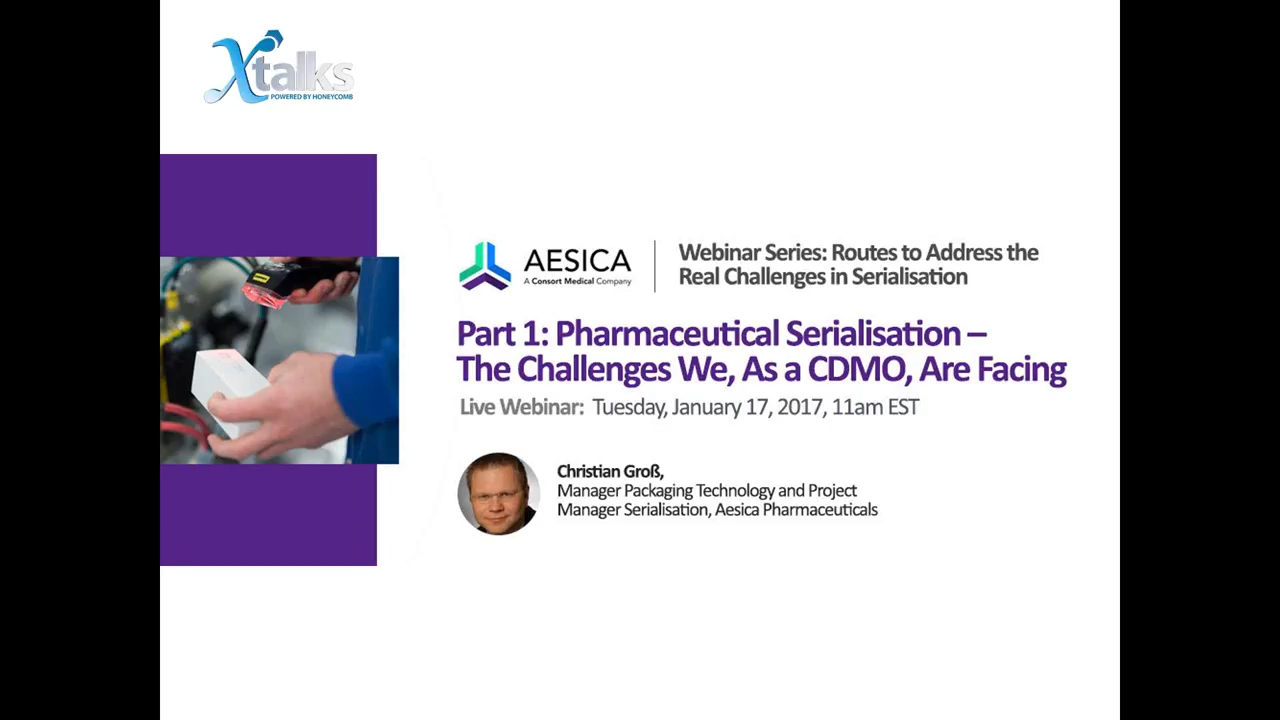 Xtalks
POWERED BY HONEYCOMB
AESICA
A Consort Medical Company
Webinar Series: Routes to Address the
Real Challenges in Serialisation
Part 1: Pharmaceutical Serialisation –
The Challenges We, As a CDMO, Are Facing
Live Webinar: Tuesday, January 17, 2017, 11am EST
Christian Groß,
Manager Packaging Technology and Project
Manager Serialisation, Aesica Pharmaceuticals